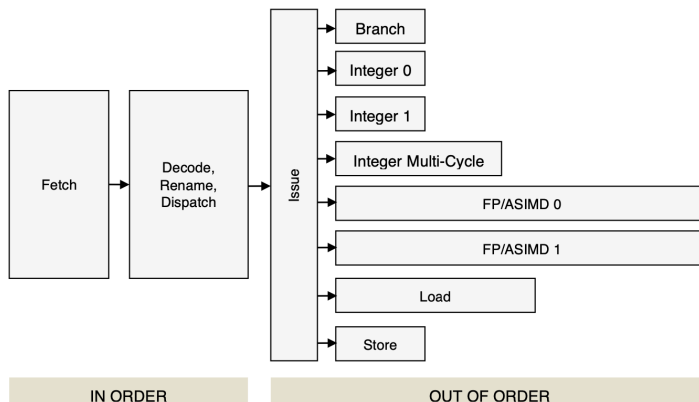 Branch
Integer 0
Integer 1
Integer Multi-Cycle
Fetch
Decode,
Rename,
Dispatch
Issue
FP/ASIMD 0
FP/ASIMD 1
Load
Store
IN ORDER
OUT OF ORDER